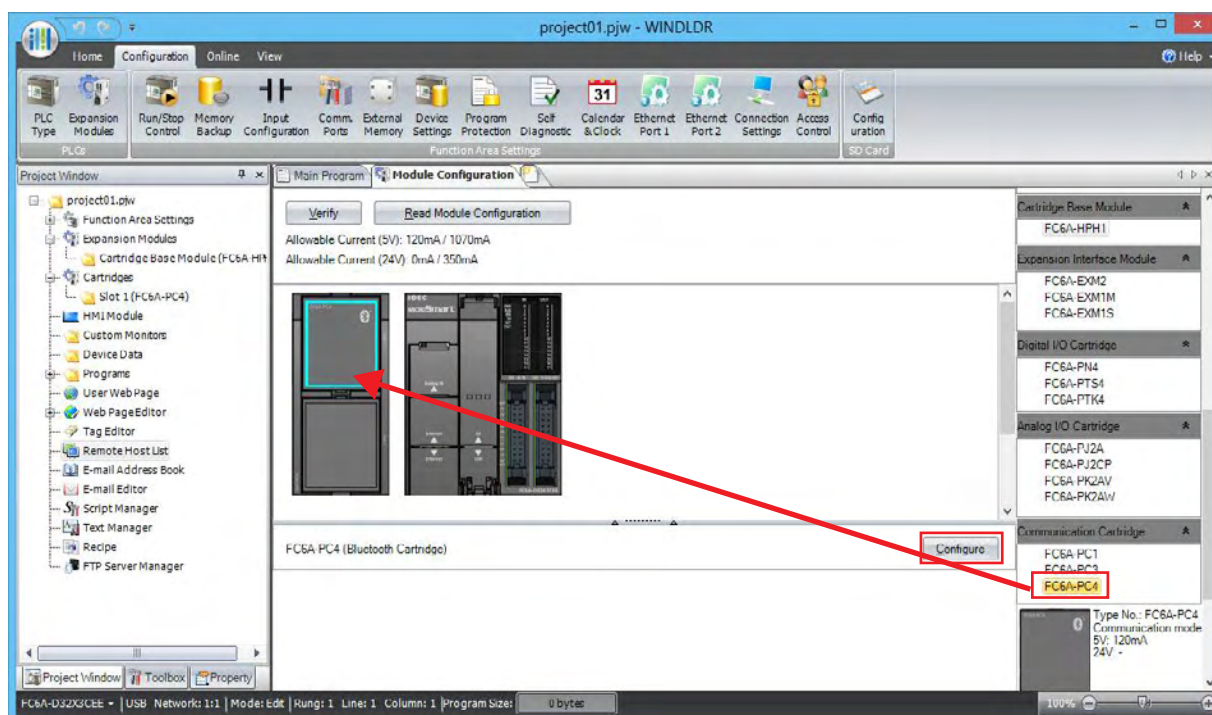 project01.pjw - WINDLDR
Home Configuration Online View
Help
PLC Type
Expansion Modules
Run/Stop Control
Memory Backup
Input Configuration
Comm. Ports
External Memory
Device Settings
Program Protection
Self Diagnostic
31
Calendar & Clock
Ethernet Port 1
Ethernet Port 2
Connection Settings
Access Control
Configuration
PLCs
Function Area Settings
SD Card
Project Window
Main Program
Module Configuration
project01.pjw
Function Area Settings
Expansion Modules
Cartridge Base Module (FC6A-HPH
Cartridges
Slot 1 (FC6A-PC4)
HMI Module
Custom Monitors
Device Data
Programs
User Web Page
Web Page Editor
Tag Editor
Remote Host List
E-mail Address Book
E-mail Editor
Script Manager
Text Manager
Recipe
FTP Server Manager
Project Window
Toolbox
Property
Verify
Read Module Configuration
Allowable Current (5V): 120mA / 1070mA
Allowable Current (24V): 0mA / 350mA
IDEC
FC6A-PC4 (Bluetooth Cartridge)
Configure
Cartridge Base Module
FC6A-HPH1
Expansion Interface Module
FC6A-EXM2
FC6A-EXM1M
FC6A-EXM1S
Digital I/O Cartridge
FC6A-PN4
FC6A-PTS4
FC6A-PTK4
Analog I/O Cartridge
FC6A-PJ2A
FC6A-PJ2CP
FC6A-PK2AV
FC6A-PK2AW
Communication Cartridge
FC6A-PC1
FC6A-PC3
FC6A-PC4
Type No.: FC6A-PC4
Communication mode
5V: 120mA
24V -
FC6A-D32X3CEE
USB Network: 1:1
Mode: Edit
Rung: 1 Line: 1 Column: 1
Program Size:
0 bytes
100%